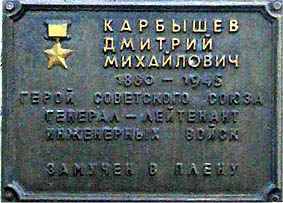 КАРБЫШЕВ
ДМИТРИЙ
МИХАЙЛОВИЧ
1880 – 1945
ГЕРОЙ СОВЕТСКОГО СОЮЗА
ГЕНЕРАЛ – ЛЕЙТЕНАНТ
ИНЖЕНЕРНЫХ ВОЙСК
ЗАМУЧЕН В ПЛЕНУ